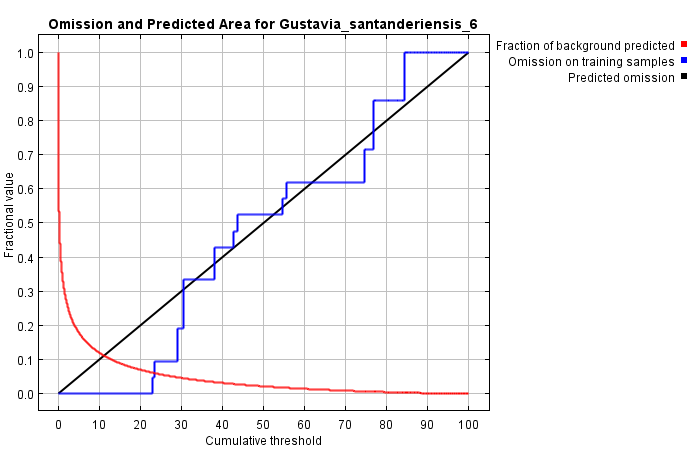 Omission and Predicted Area for Gustavia_santanderiensis_6
Fraction of background predicted
Omission on training samples
Predicted omission
1.0
0.9
0.8
0.7
0.6
0.5
0.4
0.3
0.2
0.1
0.0
Fractional value
0 10 20 30 40 50 60 70 80 90 100
Cumulative threshold